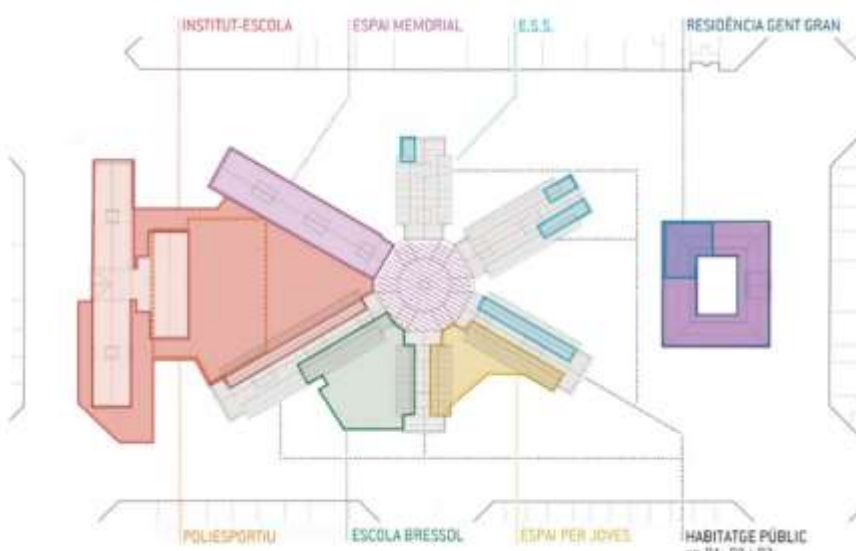 INSTITUT-ESCOLA
ESPAI MEMORIAL
E.S.S.
RESIDÈNCIA GENT GRAN
POLIESPORTIU
ESCOLA BRESSOL
ESPAI PER JOVES
HABITATGE PÚBLIC